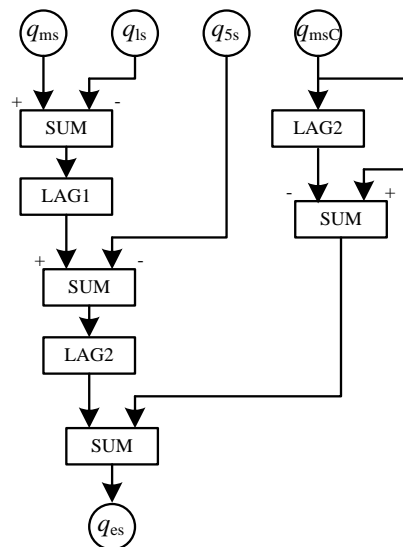 qms qls q5s qmsC
+ -
SUM LAG2
LAG1 - +
SUM
+ -
SUM
LAG2
SUM
qes